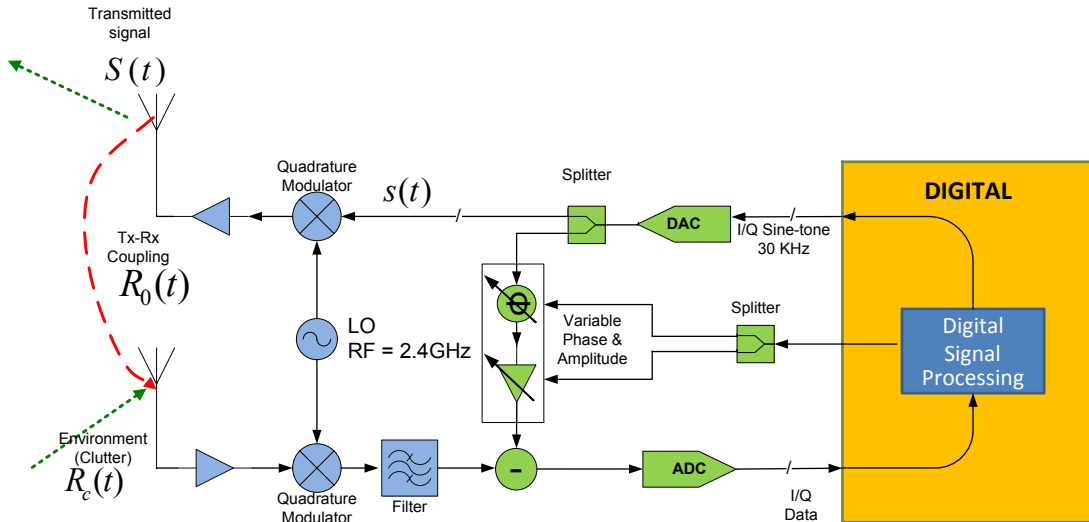 Transmitted
signal
S(t)
Quadrature
Modulator
s(t)
Splitter
DAC
I/Q Sine-tone
30 KHz
DIGITAL
Tx-Rx
Coupling
R0(t)
LO
RF = 2.4GHz
Φ
Variable
Phase &
Amplitude
Splitter
Digital
Signal
Processing
Environment
(Clutter)
Rc(t)
Quadrature
Modulator
Filter
-
ADC
I/Q
Data